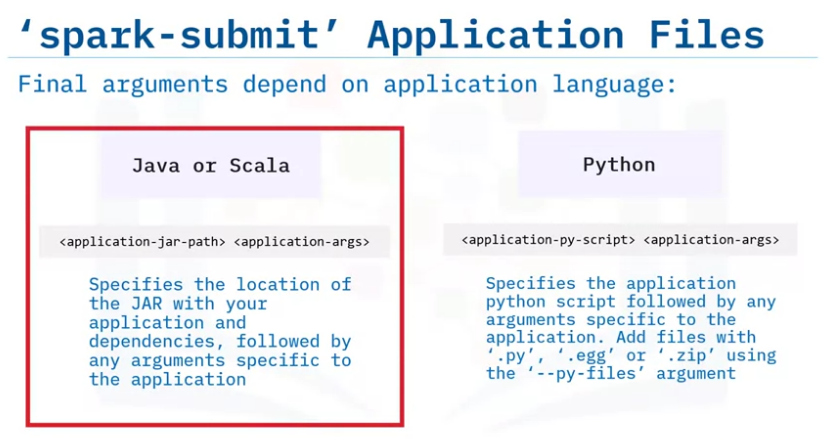 ‘spark-submit’ Application Files
Final arguments depend on application language:
Java or Scala
<application-jar-path> <application-args>
Specifies the location of
the JAR with your
application and
dependencies, followed by
any arguments specific to
the application
Python
<application-py-script> <application-args>
Specifies the application
python script followed by any
arguments specific to the
application. Add files with
‘.py’, ‘.egg’ or ‘.zip’ using
the ‘--py-files’ argument